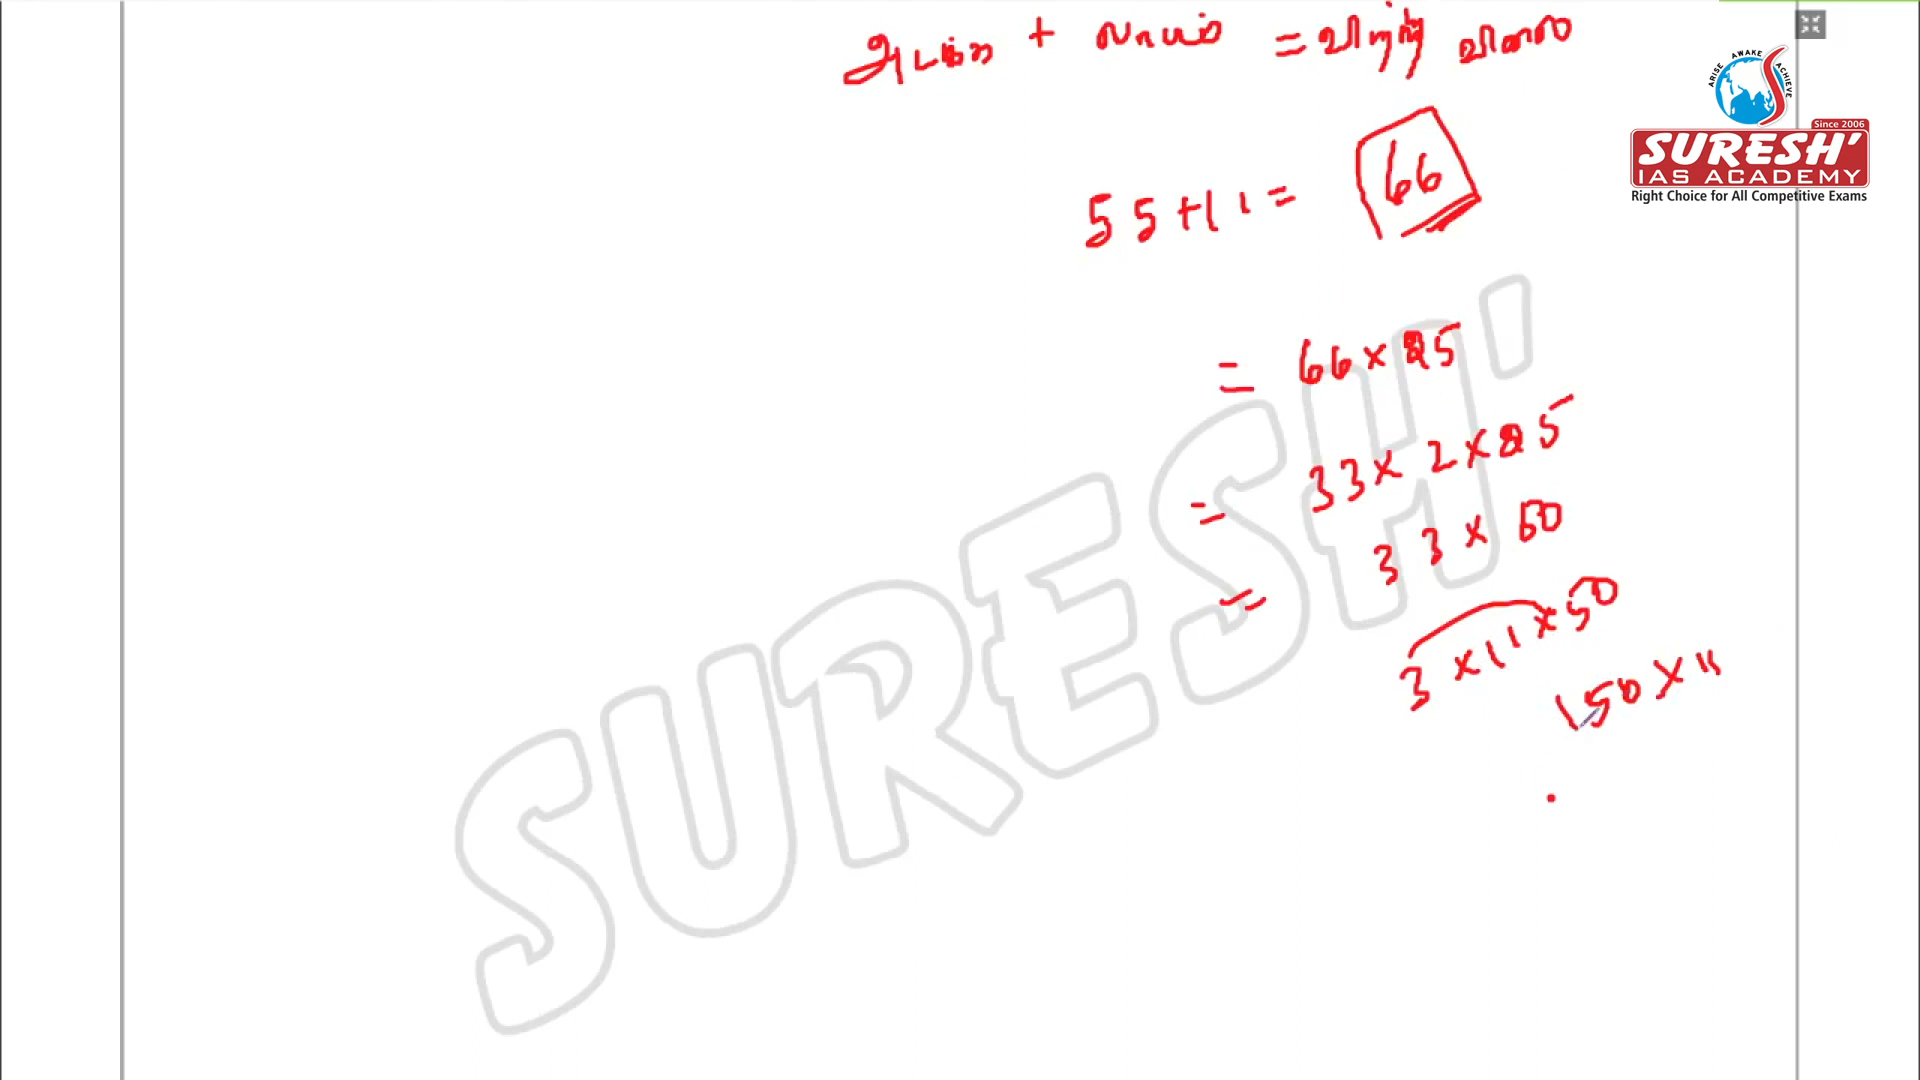 அடக்க + லாபம் = விற்ற விலை
ARISE AWAKE ACHIEVE
Since 2006
SURESH'
IAS ACADEMY
Right Choice for All Competitive Exams
55+11 = 66
= 66 × 25
= 33 × 2 × 25
= 33 × 50
3 × 11 × 50
150 × 11
SURESH'